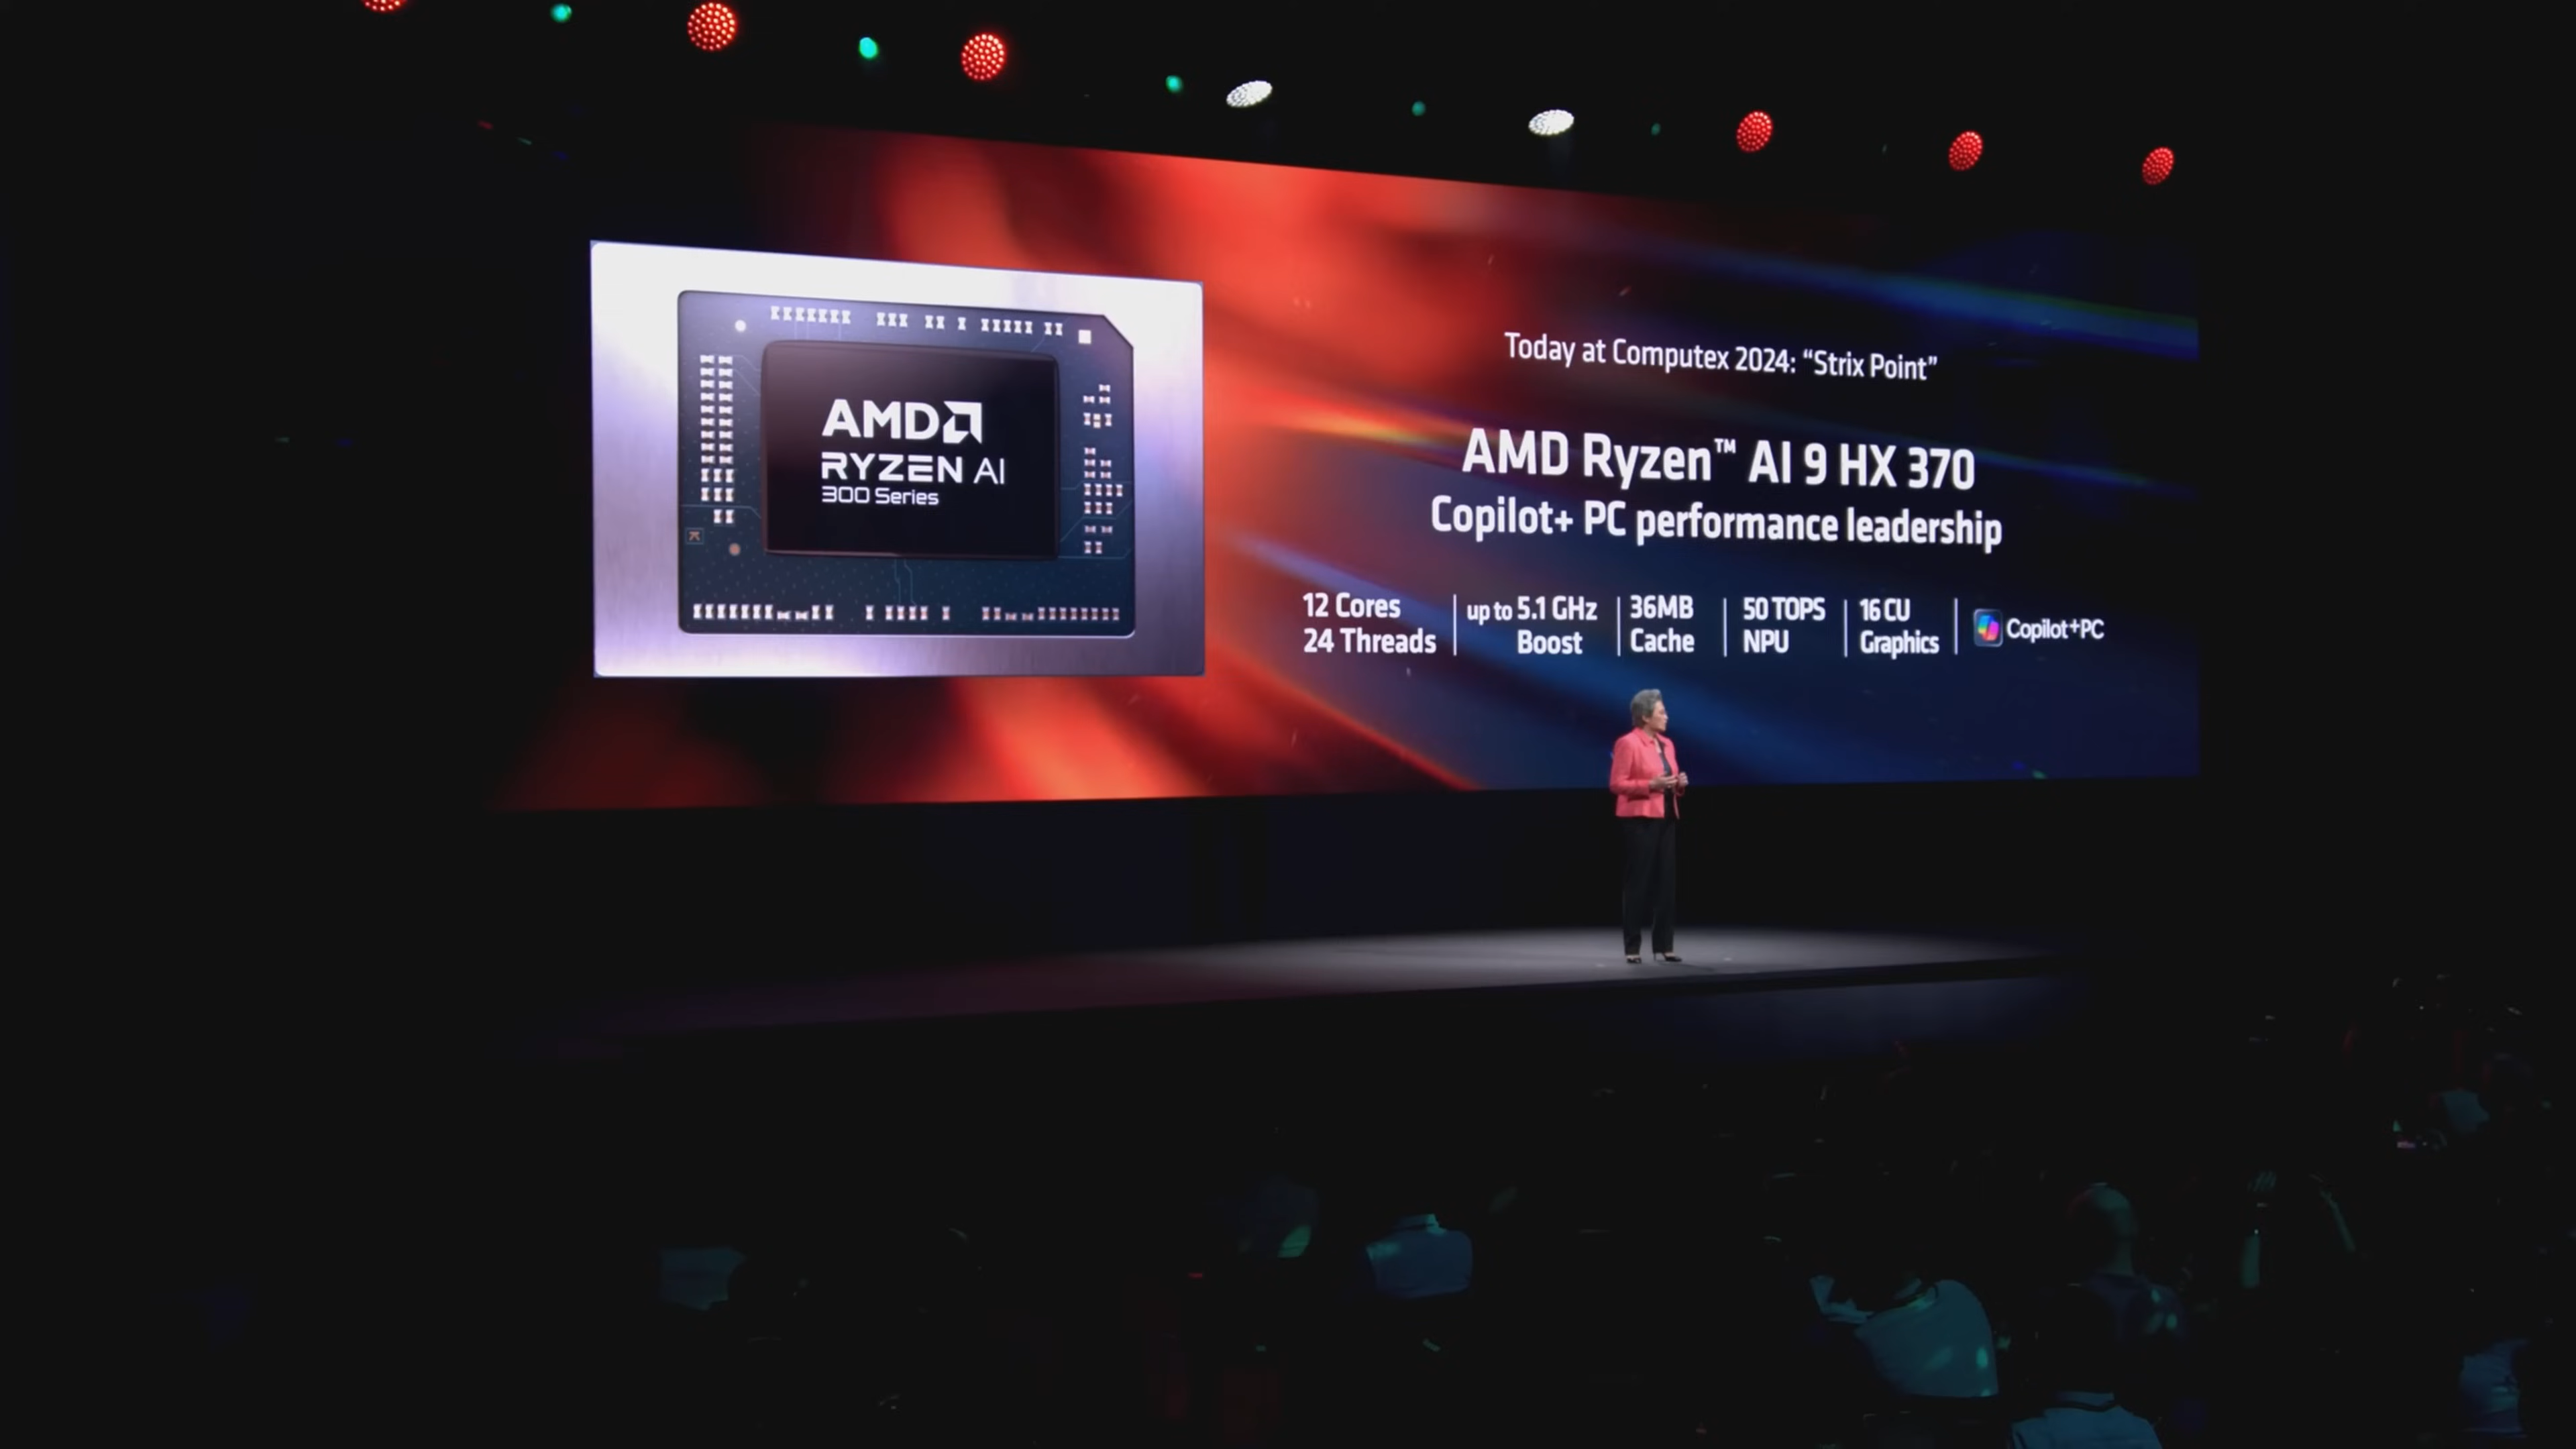 AMD
RYZEN AI
300 Series
Today at Computex 2024: “Strix Point”
AMD Ryzen™ AI 9 HX 370
Copilot+ PC performance leadership
12 Cores
24 Threads
up to 5.1 GHz
Boost
36MB
Cache
50 TOPS
NPU
16 CU
Graphics
Copilot+PC